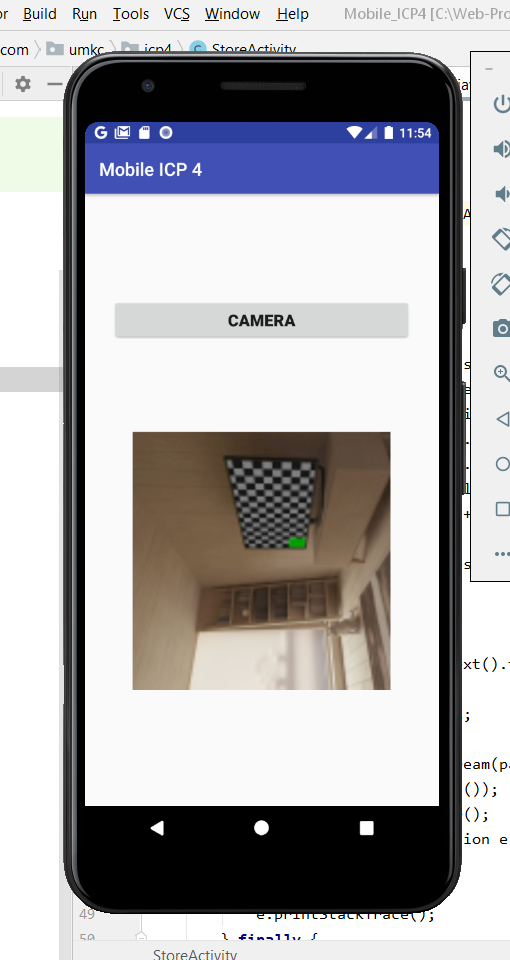 Build Run Tools VCS Window Help Mobile_ICP4 [C:\Web-Pro
com umkc icp4 StoreActivity
11:54
Mobile ICP 4
CAMERA
xt().
;
eam(pa
());
();
ion e
49 e.printStackTrace();
50 } finally {
StoreActivity